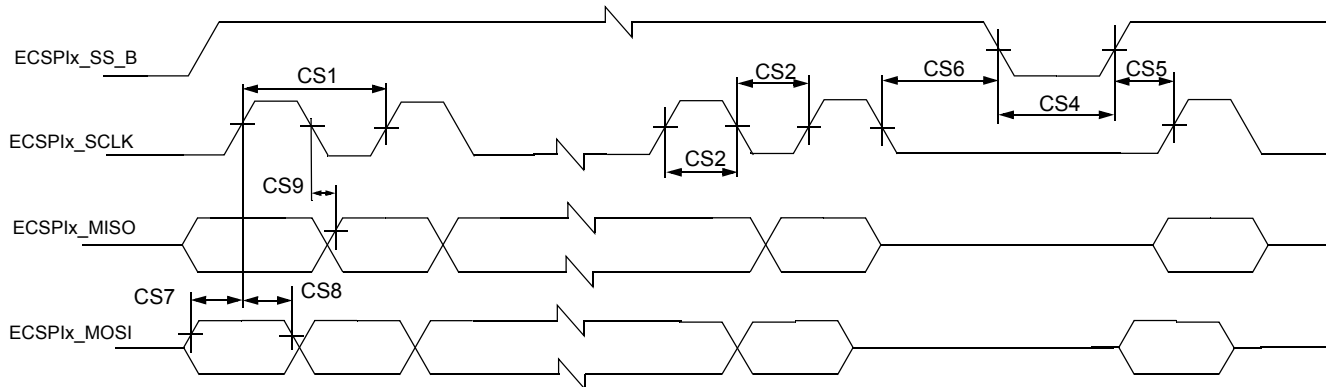 ECSPIx_SS_B
CS1
CS2
CS6
CS5
CS4
ECSPIx_SCLK
CS2
CS9
ECSPIx_MISO
CS7
CS8
ECSPIx_MOSI